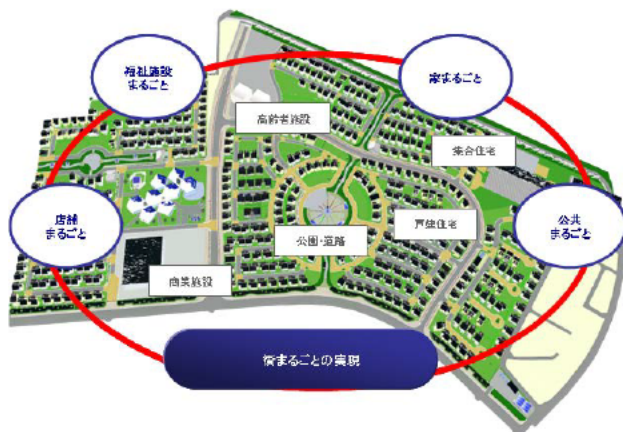 福祉施設
まるごと
家まるごと
高齢者施設
集合住宅
店舗
まるごと
戸建住宅
公共
まるごと
公園・道路
商業施設
街まるごとの実現